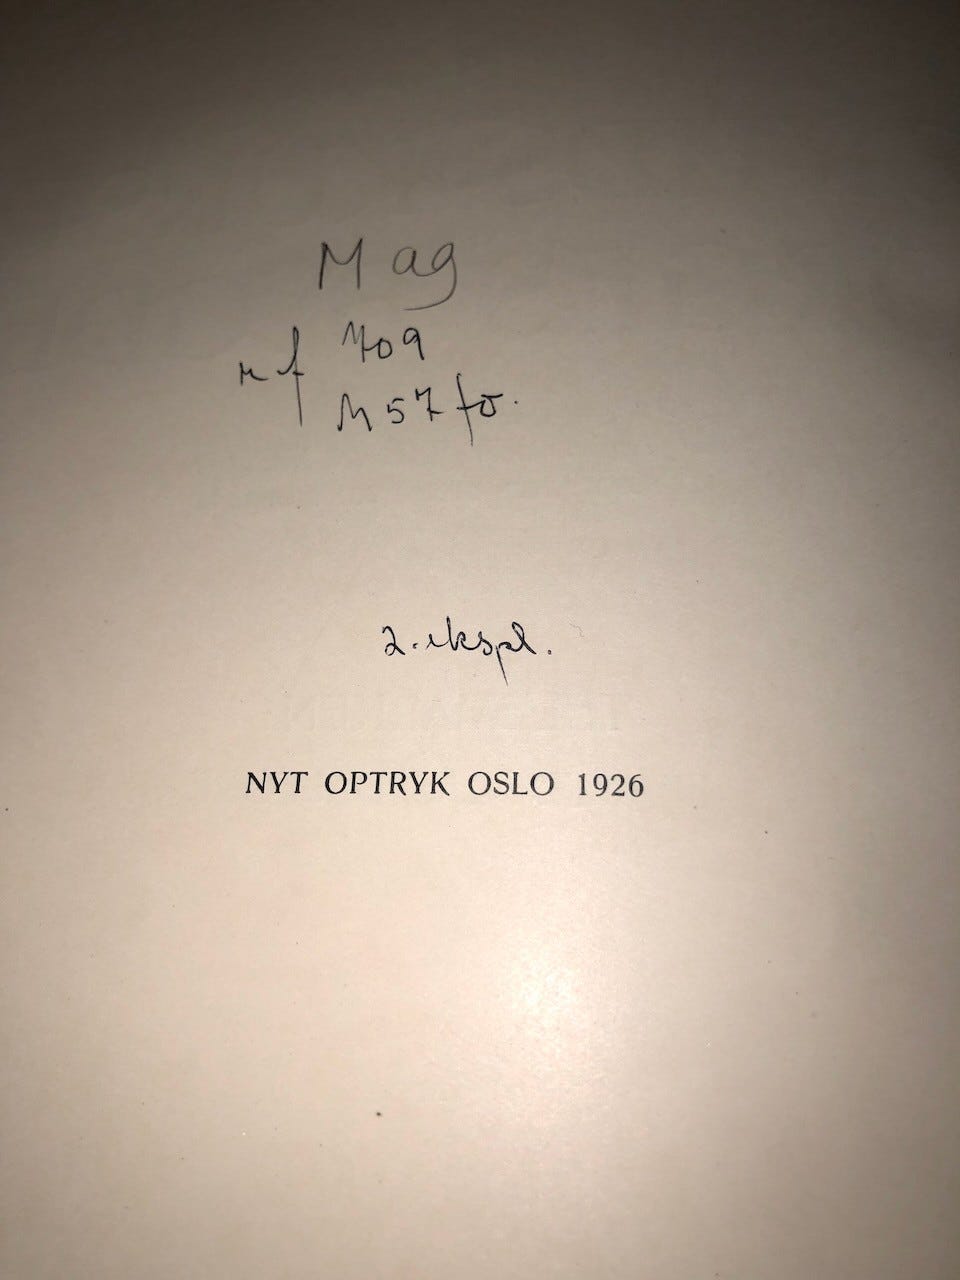 Mag
nf 709
M57fo.
2. ekspl.
NYT OPTRYK OSLO 1926